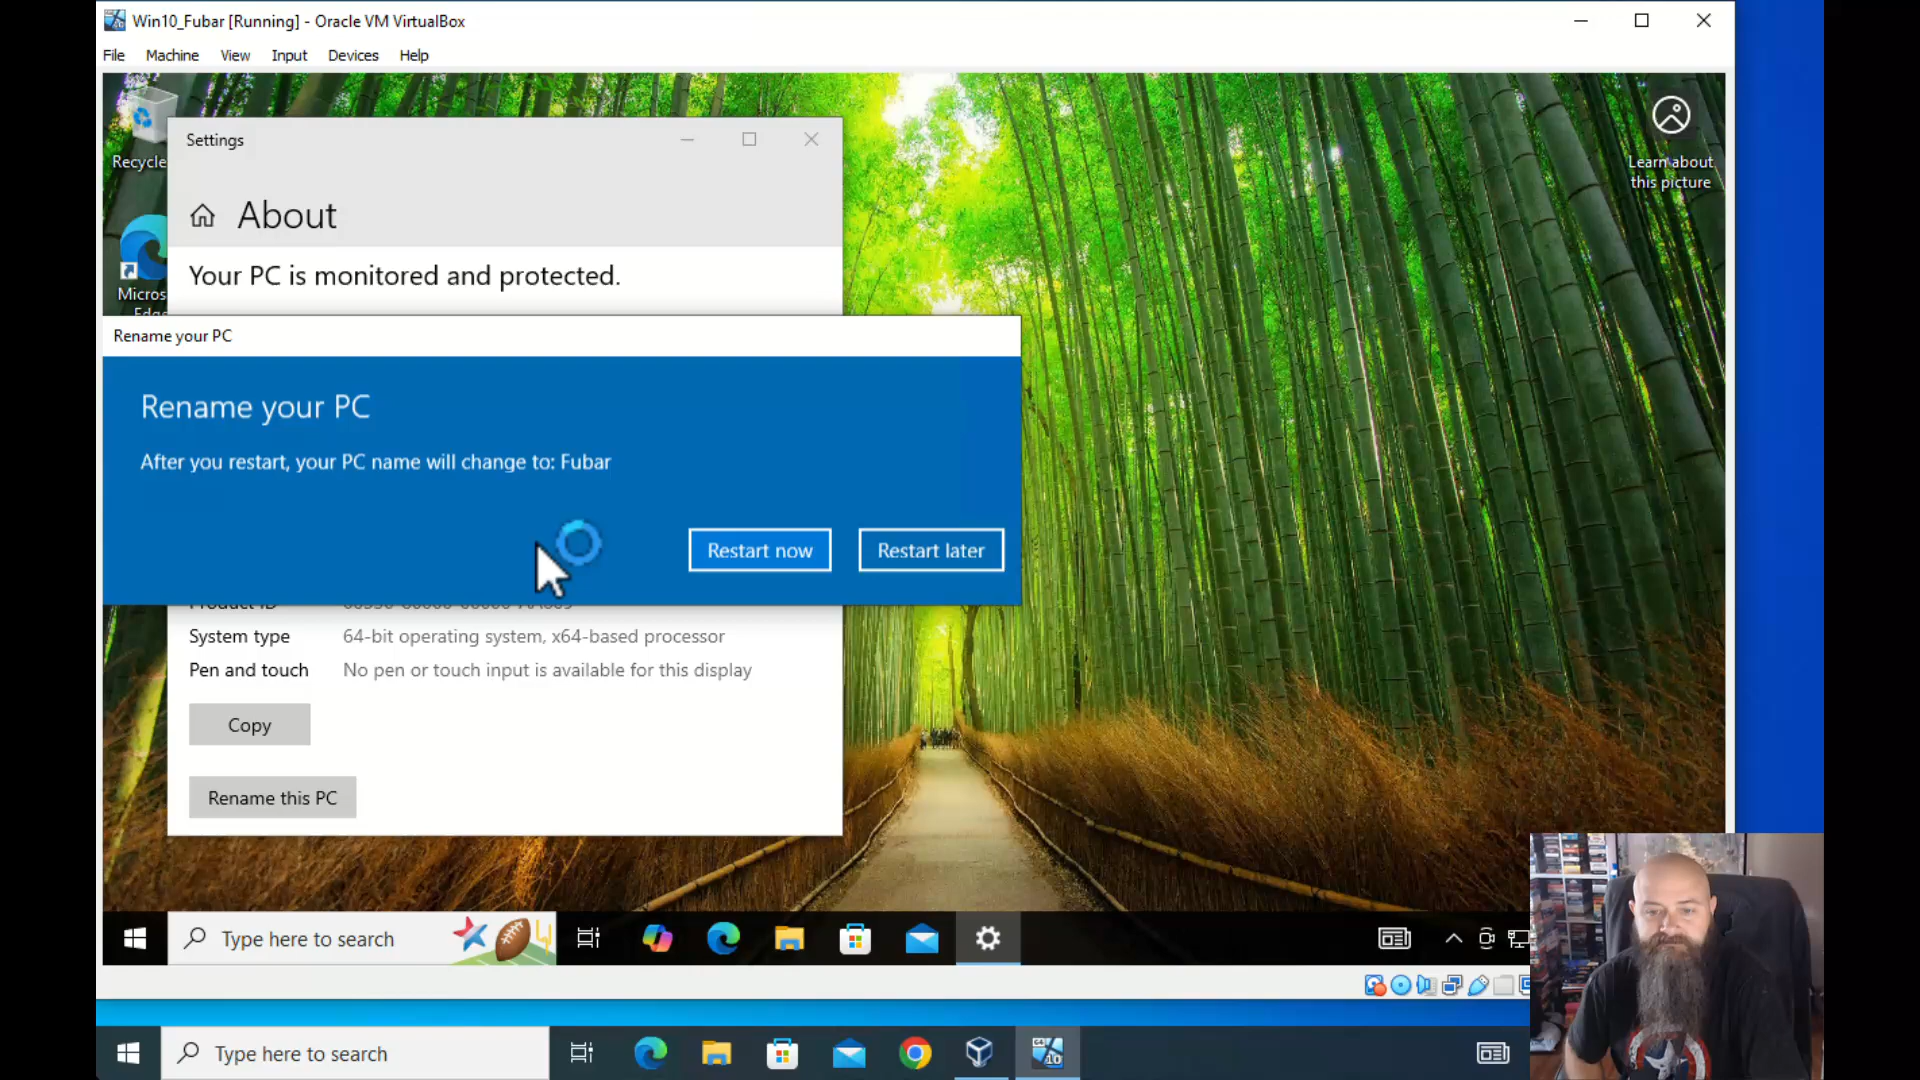 Win10_Fubar [Running] - Oracle VM VirtualBox
File Machine View Input Devices Help
Recycle
Learn about
this picture
Settings
About
Your PC is monitored and protected.
Micros
Edge
Rename your PC
Rename your PC
After you restart, your PC name will change to: Fubar
Restart now
Restart later
Product ID
System type 64-bit operating system, x64-based processor
Pen and touch No pen or touch input is available for this display
Copy
Rename this PC
Type here to search
Type here to search